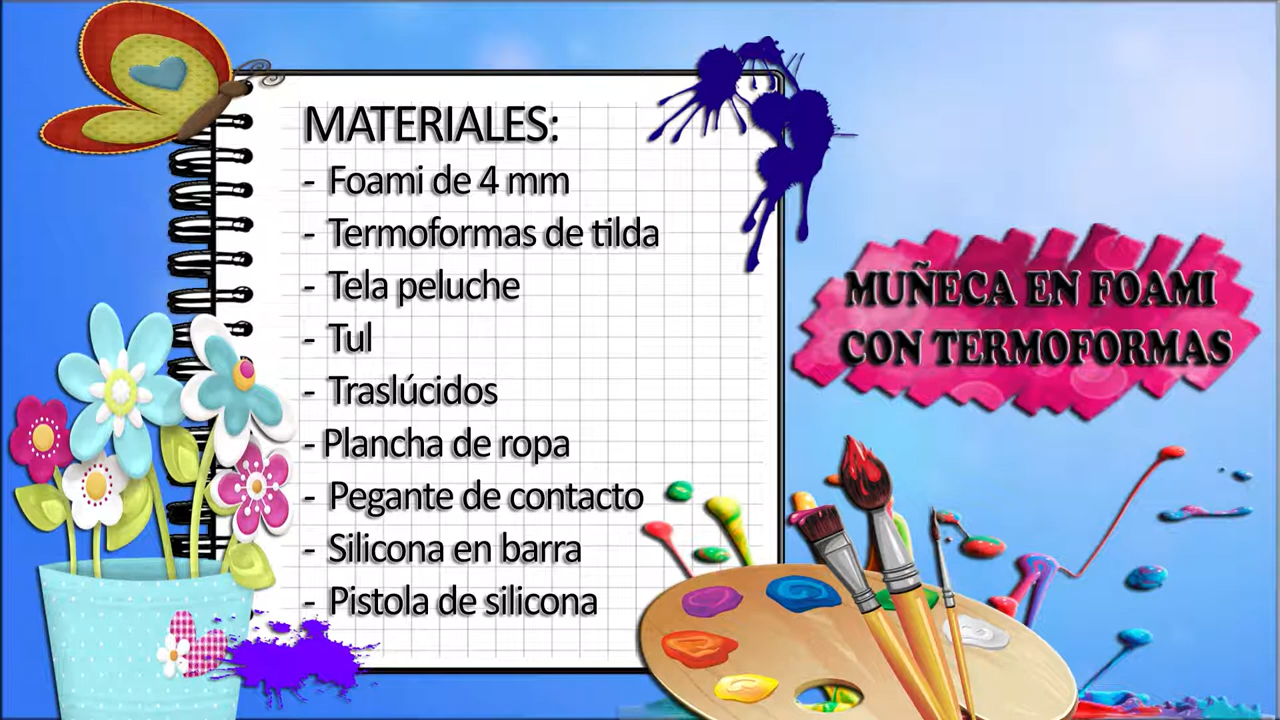 MATERIALES:
- Foami de 4 mm
- Termoformas de tilda
- Tela peluche
- Tul
- Traslúcidos
- Plancha de ropa
- Pegante de contacto
- Silicona en barra
- Pistola de silicona
MUÑECA EN FOAMI
CON TERMOFORMAS